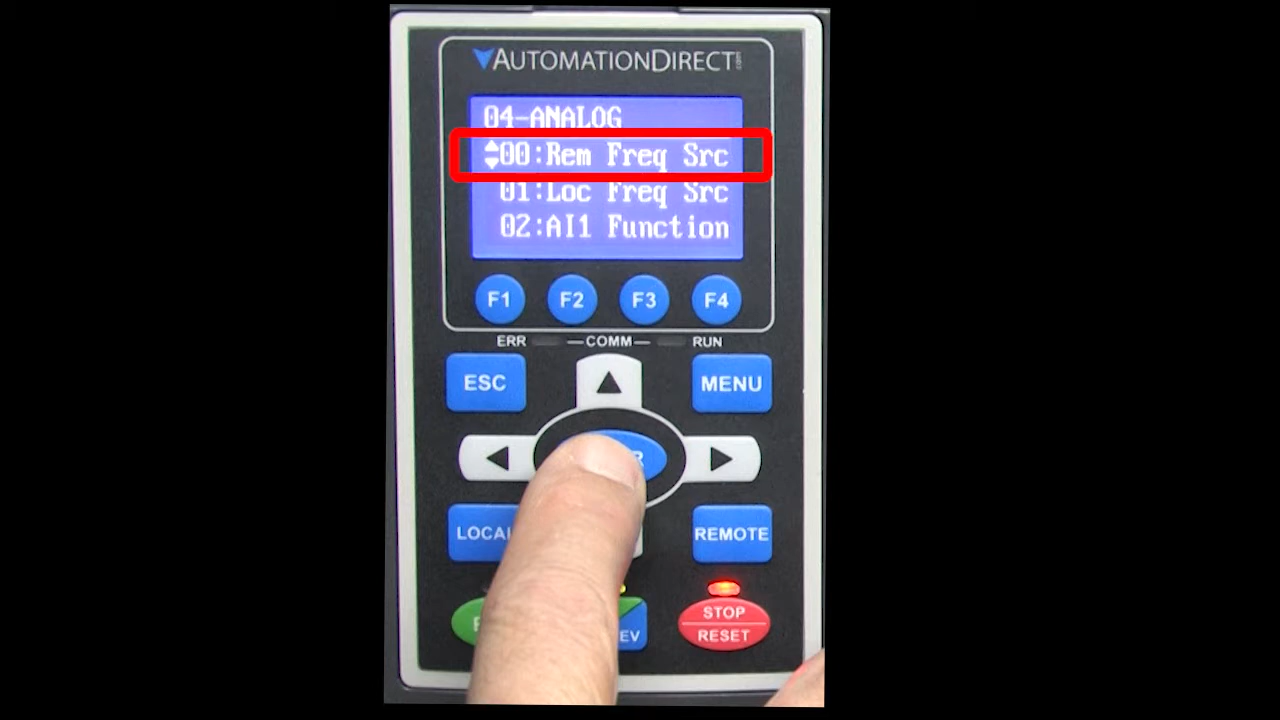 AUTOMATIONDIRECT.com
04-ANALOG
00:Rem Freq Src
01:Loc Freq Src
02:AI1 Function
F1 F2 F3 F4
ERR COMM RUN
ESC MENU
REMOTE
STOP
RESET